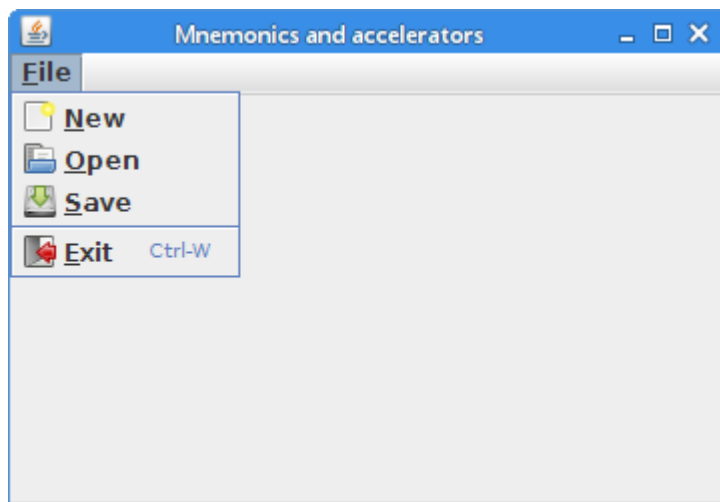 Mnemonics and accelerators
File
New
Open
Save
Exit Ctrl-W